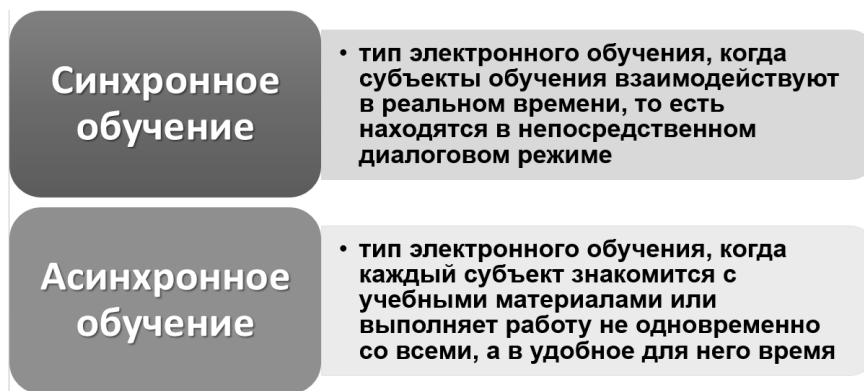 Синхронное
обучение
• тип электронного обучения, когда
субъекты обучения взаимодействуют
в реальном времени, то есть
находятся в непосредственном
диалоговом режиме
Асинхронное
обучение
• тип электронного обучения, когда
каждый субъект знакомится с
учебными материалами или
выполняет работу не одновременно
со всеми, а в удобное для него время